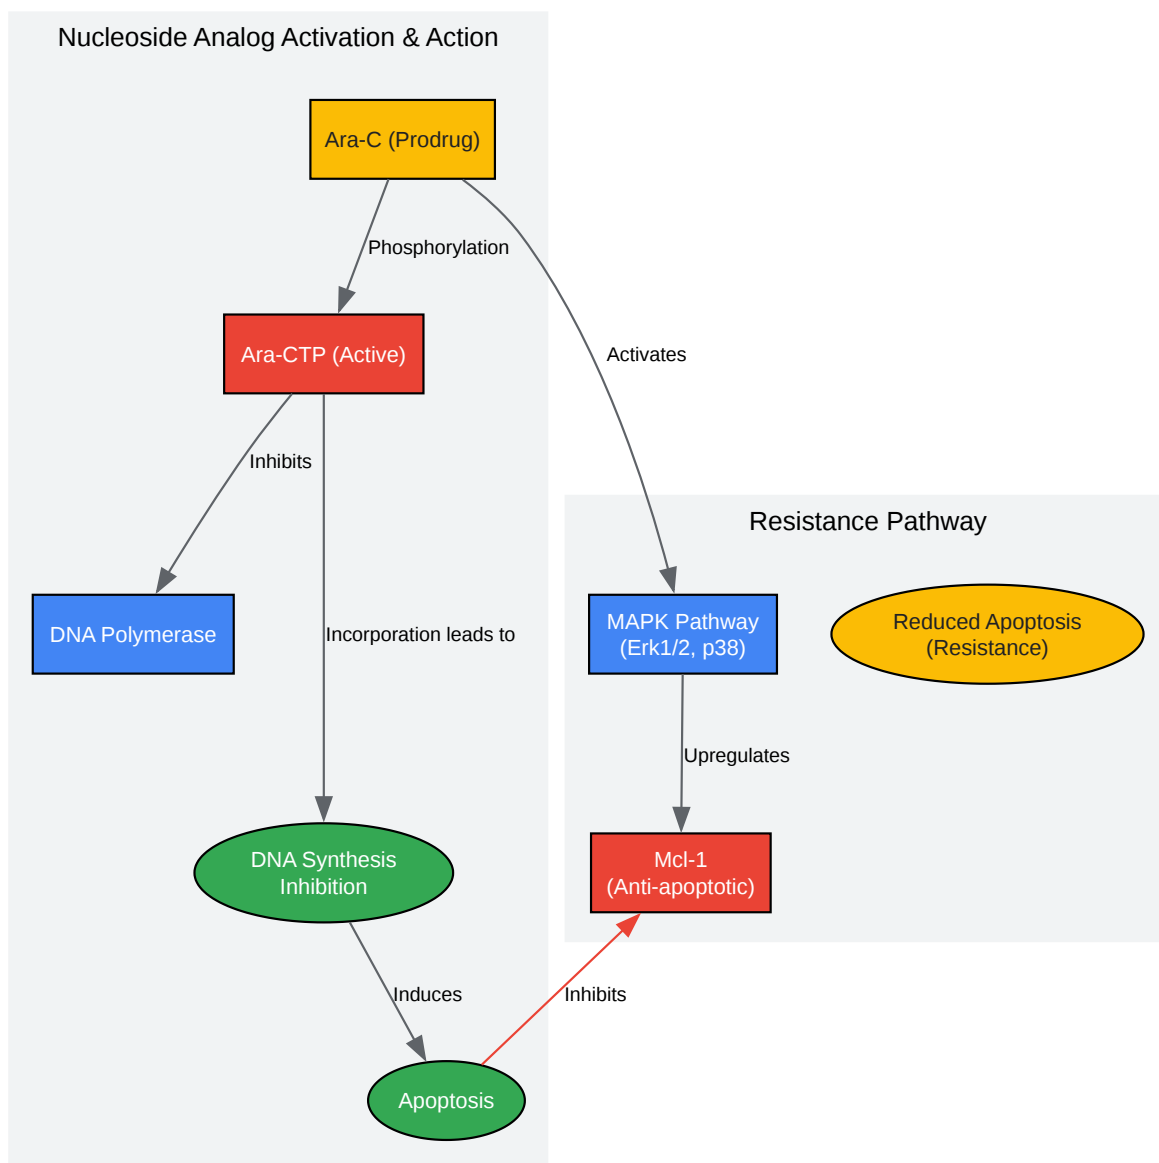 Nucleoside Analog Activation & Action
Ara-C (Prodrug)
Phosphorylation
Ara-CTP (Active)
Activates
Inhibits
Resistance Pathway
DNA Polymerase
Incorporation leads to
MAPK Pathway
(Erk1/2, p38)
Reduced Apoptosis
(Resistance)
Upregulates
DNA Synthesis
Inhibition
Mcl-1
(Anti-apoptotic)
Induces
Inhibits
Apoptosis